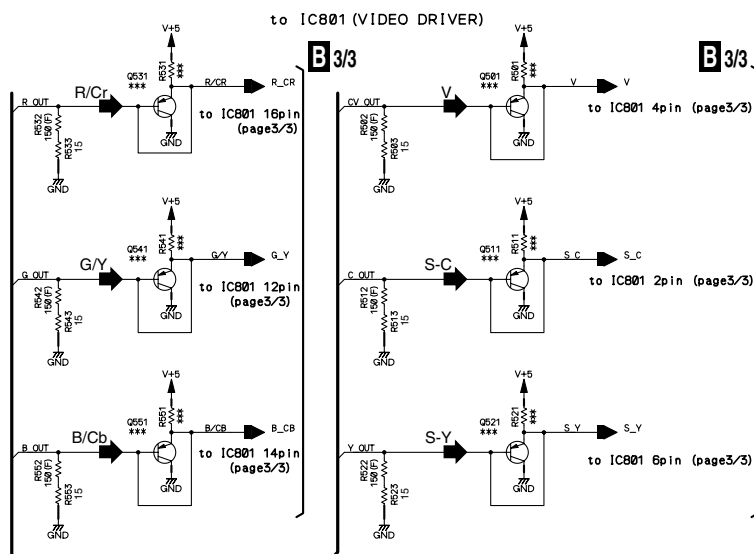 to IC801 (VIDEO DRIVER)
B 3/3
B 3/3
V+5
R531
***
Q531
***
R/Cr
R/CR
R_CR
R OUT
R532
150(F)
R533
15
GND
GND
to IC801 16pin
(page3/3)
V+5
R501
***
Q501
***
V
V
V
CV OUT
R502
150(F)
R503
15
GND
GND
to IC801 4pin (page3/3)
V+5
R541
***
Q541
***
G/Y
G/Y
G_Y
G OUT
R542
150(F)
R543
15
GND
GND
to IC801 12pin
(page3/3)
V+5
R511
***
Q511
***
S-C
S C
S_C
C OUT
R512
150(F)
R513
15
GND
GND
to IC801 2pin (page3/3)
V+5
R551
***
Q551
***
B/Cb
B/CB
B_CB
B OUT
R552
150(F)
R553
15
GND
GND
to IC801 14pin
(page3/3)
V+5
R521
***
Q521
***
S-Y
S Y
S_Y
Y OUT
R522
150(F)
R523
15
GND
GND
to IC801 6pin (page3/3)